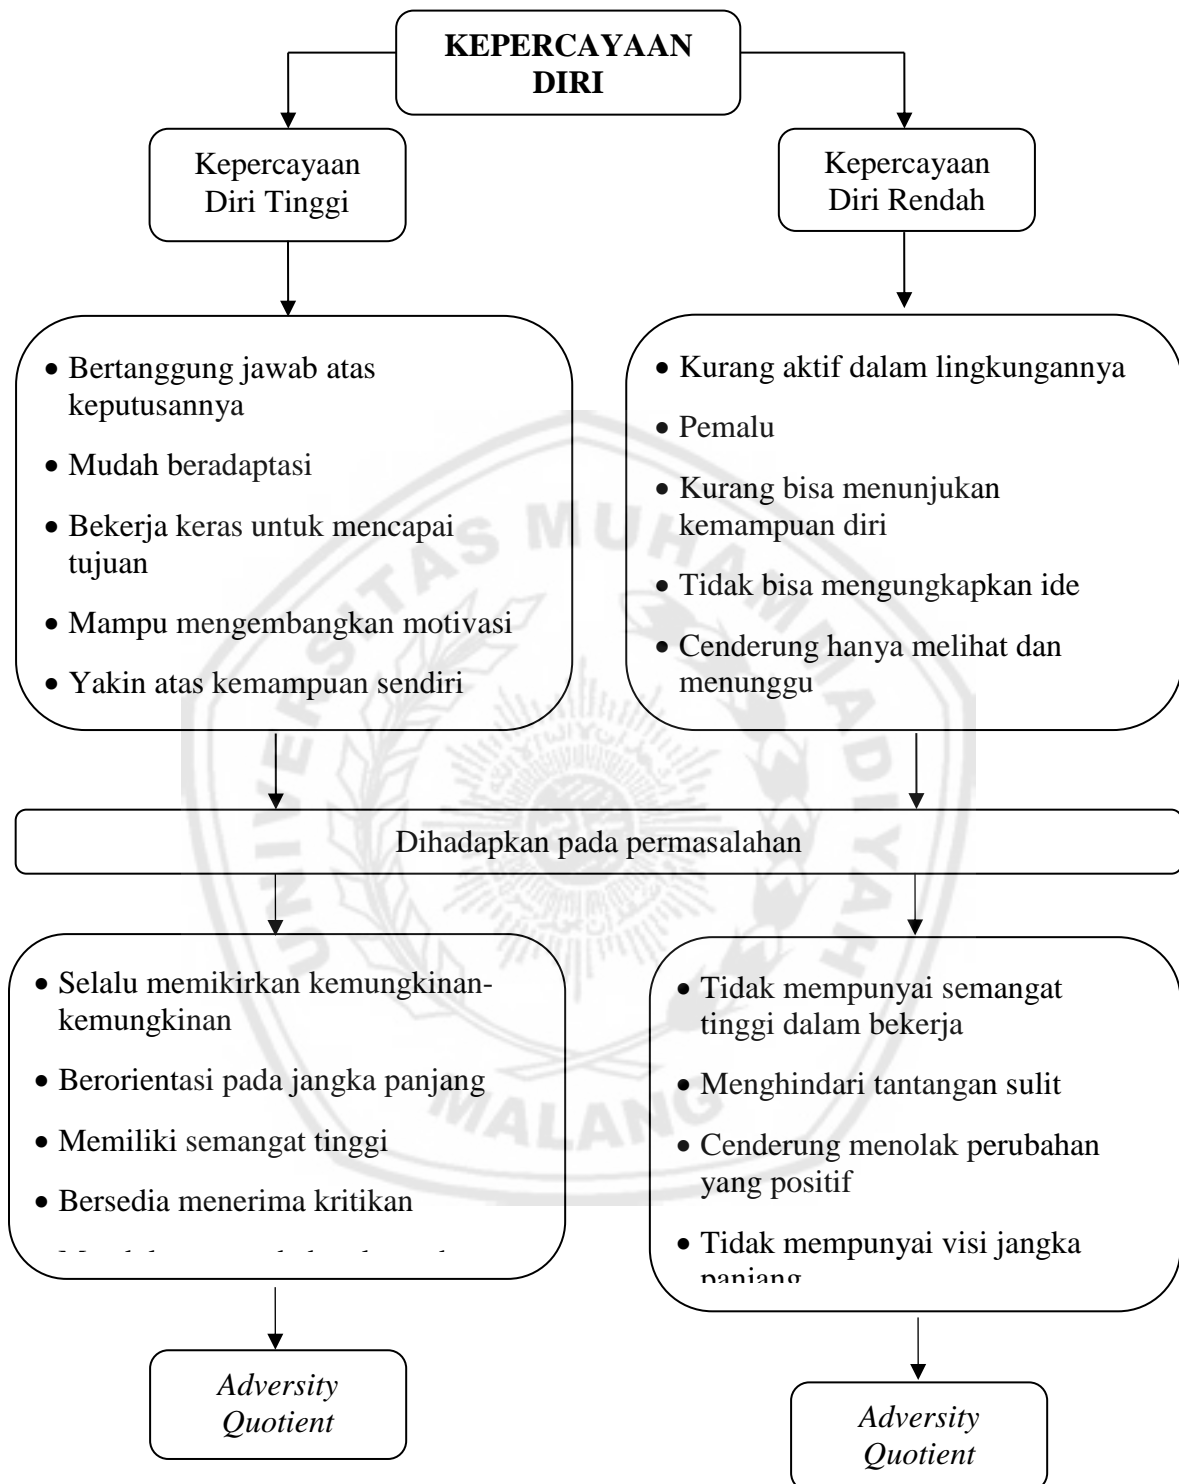 KEPERCAYAAN
DIRI
Kepercayaan
Diri Tinggi
Kepercayaan
Diri Rendah
• Bertanggung jawab atas
keputusannya
• Mudah beradaptasi
• Bekerja keras untuk mencapai
tujuan
• Mampu mengembangkan motivasi
• Yakin atas kemampuan sendiri
• Kurang aktif dalam lingkungannya
• Pemalu
• Kurang bisa menunjukan
kemampuan diri
• Tidak bisa mengungkapkan ide
• Cenderung hanya melihat dan
menunggu
Dihadapkan pada permasalahan
• Selalu memikirkan kemungkinan-
kemungkinan
• Berorientasi pada jangka panjang
• Memiliki semangat tinggi
• Bersedia menerima kritikan
• Tidak mempunyai semangat
tinggi dalam bekerja
• Menghindari tantangan sulit
• Cenderung menolak perubahan
yang positif
• Tidak mempunyai visi jangka
panjang
Adversity
Quotient
Adversity
Quotient
UNIVERSITAS MUHAMMADIYAH
MALANG